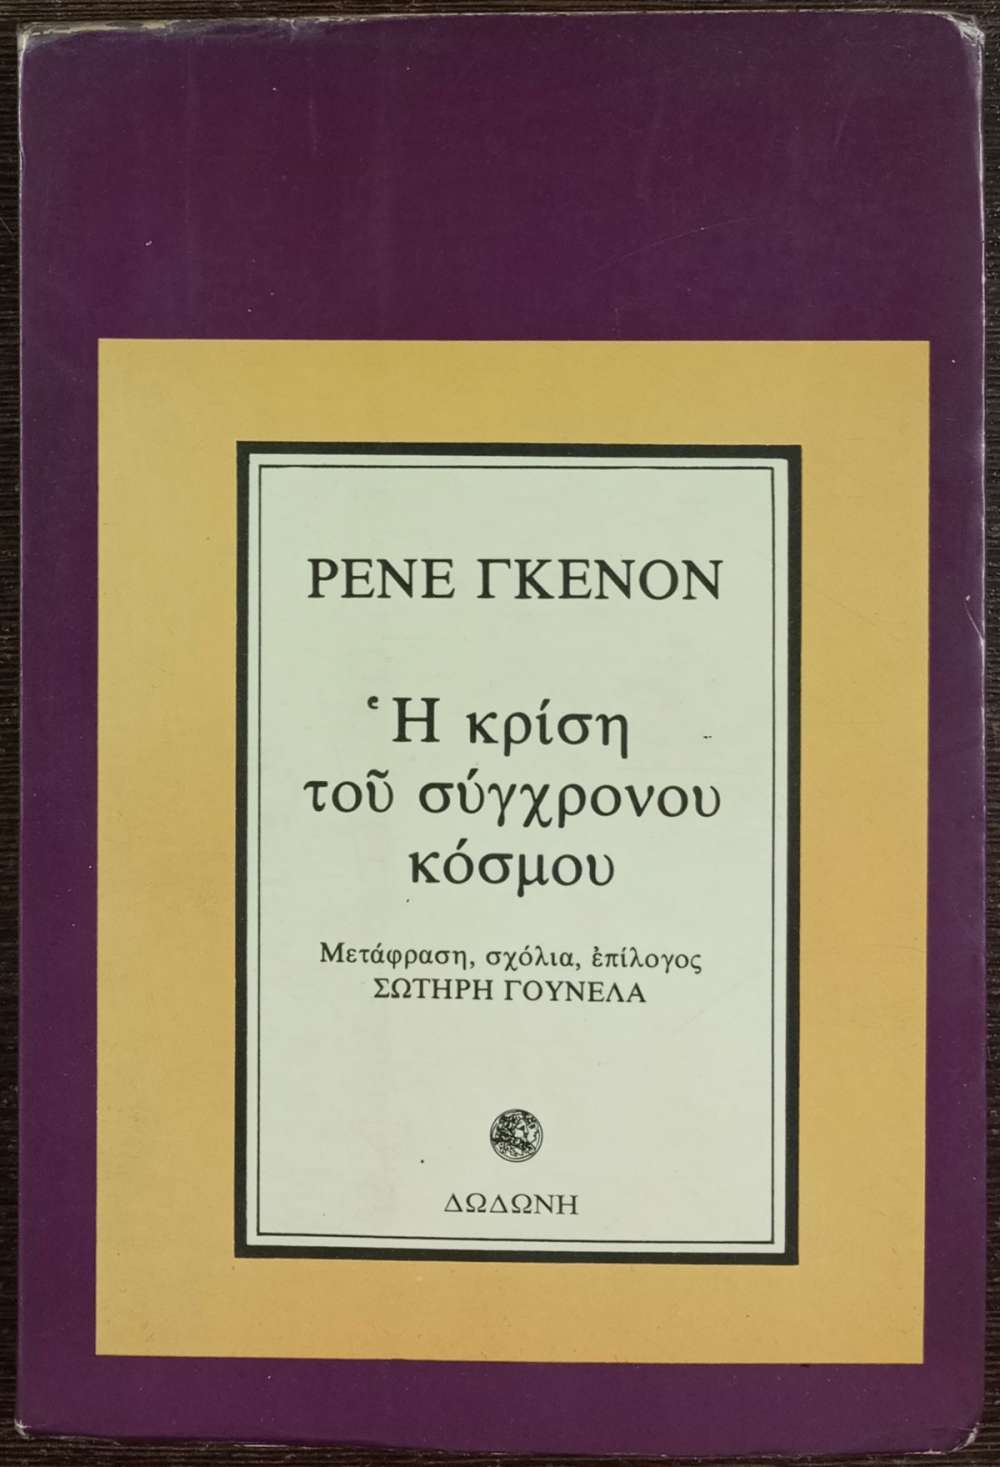 ΡΕΝΕ ΓΚΕΝΟΝ
Ἡ κρίση
τοῦ σύγχρονου
κόσμου
Μετάφραση, σχόλια, ἐπίλογος
ΣΩΤΗΡΗ ΓΟΥΝΕΛΑ
ΔΩΔΩΝΗ